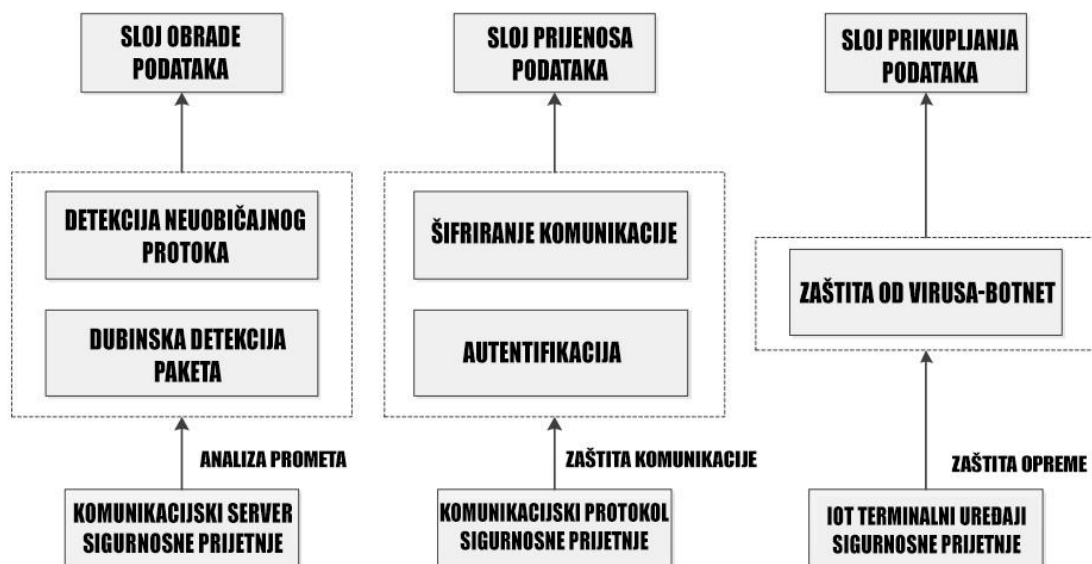 SLOJ OBRADE
PODATAKA
SLOJ PRIJENOSA
PODATAKA
SLOJ PRIKUPLJANJA
PODATAKA
DETEKCIJA NEUOBIČAJNOG
PROTOKA
DUBINSKA DETEKCIJA
PAKETA
ŠIFRIRANJE KOMUNIKACIJE
AUTENTIFIKACIJA
ZAŠTITA OD VIRUSA-BOTNET
ANALIZA PROMETA
ZAŠTITA KOMUNIKACIJE
ZAŠTITA OPREME
KOMUNIKACIJSKI SERVER
SIGURNOSNE PRIJETNJE
KOMUNIKACIJSKI PROTOKOL
SIGURNOSNE PRIJETNJE
IOT TERMINALNI UREĐAJI
SIGURNOSNE PRIJETNJE